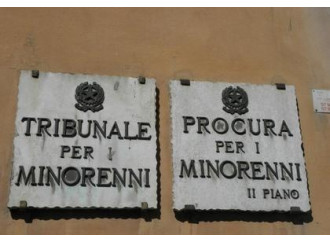 TRIBUNALE
PER I
MINORENNI
PROCURA
PER I
MINORENNI
II PIANO